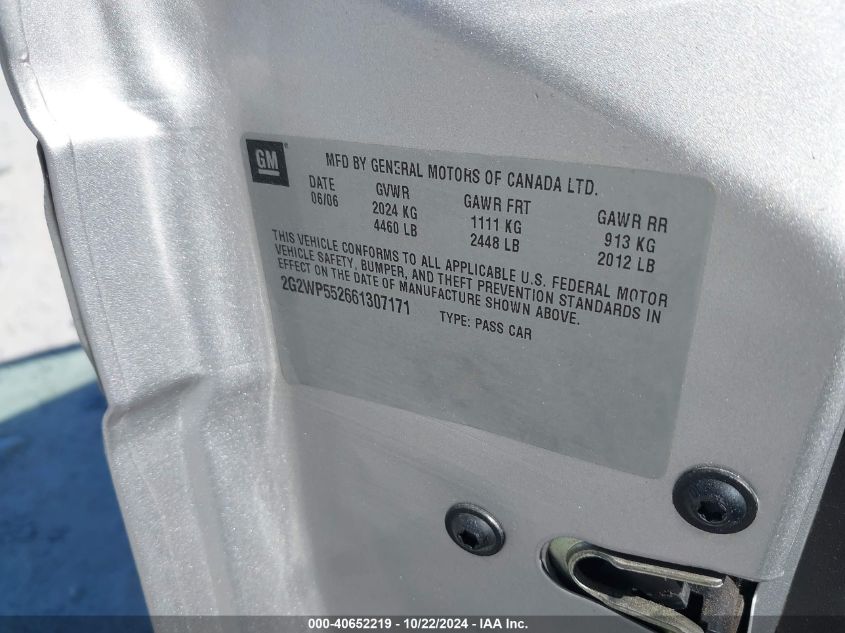 GM
MFD BY GENERAL MOTORS OF CANADA LTD.
DATE GVWR GAWR FRT GAWR RR
06/06 2024 KG 1111 KG 913 KG
4460 LB 2448 LB 2012 LB
THIS VEHICLE CONFORMS TO ALL APPLICABLE U.S. FEDERAL MOTOR
VEHICLE SAFETY, BUMPER, AND THEFT PREVENTION STANDARDS IN
EFFECT ON THE DATE OF MANUFACTURE SHOWN ABOVE.
2G2WP552661307171 TYPE: PASS CAR
000-40652219 - 10/22/2024 - IAA Inc.